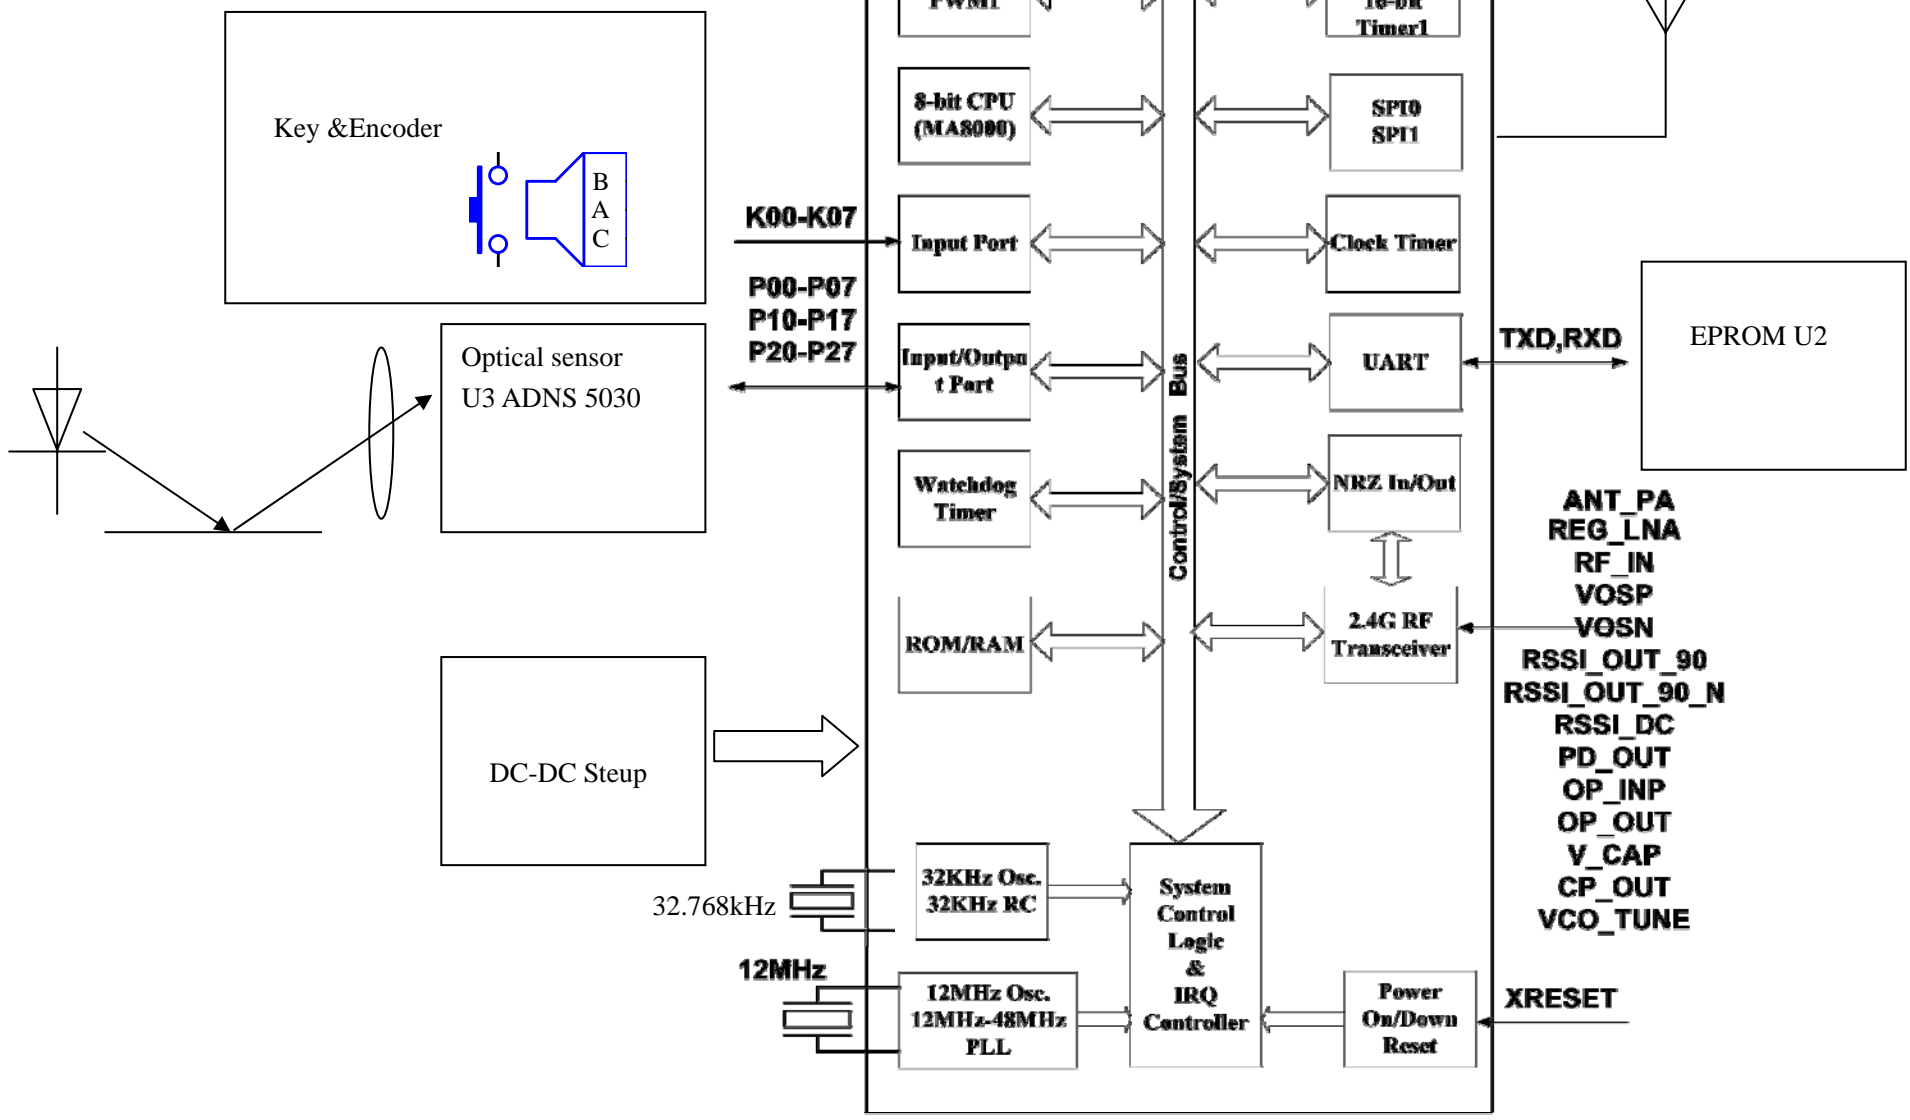 PWM1
16-bit
Timer1
8-bit CPU
(MA8000)
SPI0
SPI1
Key &Encoder
B
A
C
K00-K07
Input Port
Clock Timer
P00-P07
P10-P17
P20-P27
Input/Outpu
t Port
UART
TXD,RXD
EPROM U2
Optical sensor
U3 ADNS 5030
Control/System Bus
Watchdog
Timer
NRZ In/Out
ROM/RAM
2.4G RF
Transceiver
ANT_PA
REG_LNA
RF_IN
VOSP
VOSN
RSSI_OUT_90
RSSI_OUT_90_N
RSSI_DC
PD_OUT
OP_INP
OP_OUT
V_CAP
CP_OUT
VCO_TUNE
DC-DC Steup
32.768kHz
32KHz Osc.
32KHz RC
System
Control
Logic
&
IRQ
Controller
12MHz
12MHz Osc.
12MHz-48MHz
PLL
Power
On/Down
Reset
XRESET